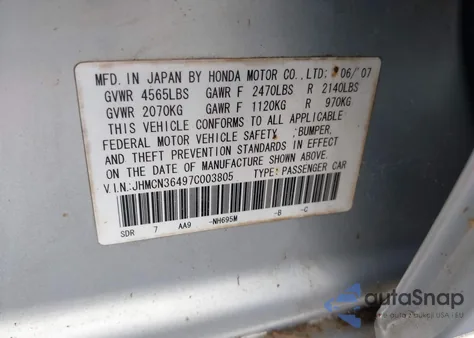 MFD. IN JAPAN BY HONDA MOTOR CO., LTD. 06/'07
GVWR 4565LBS GAWR F 2470LBS R 2140LBS
GVWR 2070KG GAWR F 1120KG R 970KG
THIS VEHICLE CONFORMS TO ALL APPLICABLE
FEDERAL MOTOR VEHICLE SAFETY, BUMPER,
AND THEFT PREVENTION STANDARDS IN EFFECT
ON THE DATE OF MANUFACTURE SHOWN ABOVE.
V.I.N.:JHMCN36497C003805 TYPE: PASSENGER CAR
SDR 7 AA9 -NH695M -B -C
autoSnap